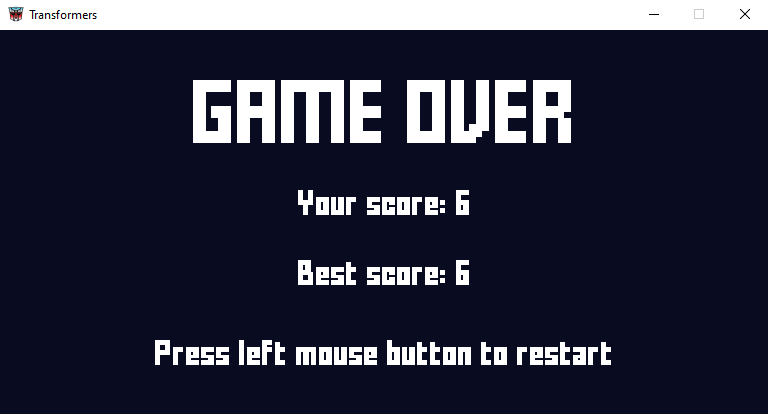 Transformers
GAME OVER
Your score: 6
Best score: 6
Press left mouse button to restart